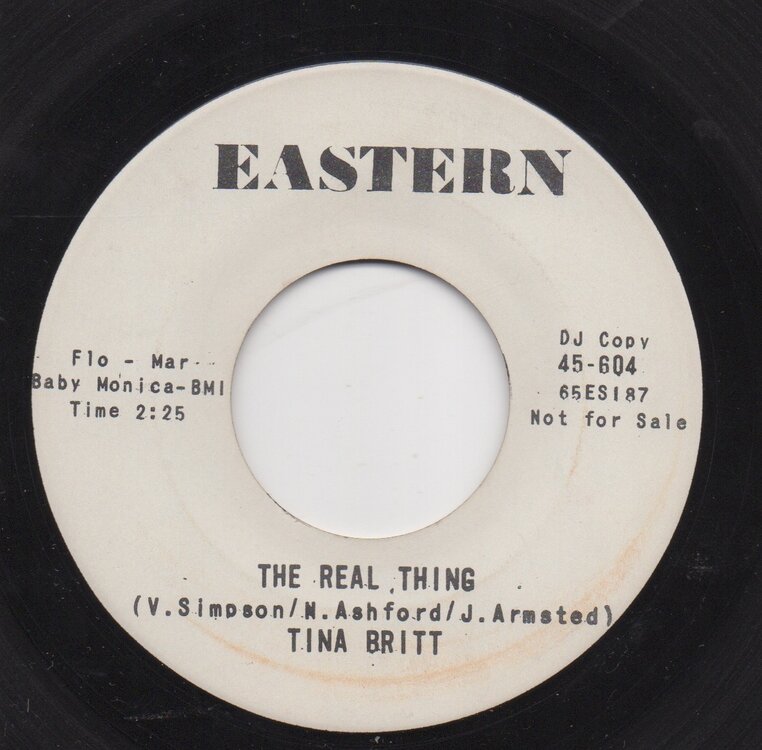 EASTERN
Flo - Mar
Baby Monica-BMI
Time 2:25
DJ Copy
45-604
65ES187
Not for Sale
THE REAL THING
(V.Simpson/N.Ashford/J.Armsted)
TINA BRITT